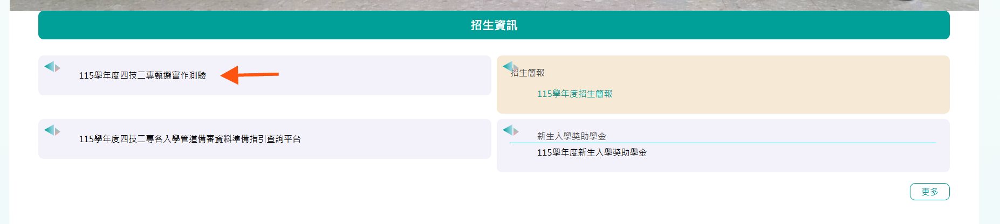 招生資訊
115學年度四技二專甄選實作測驗
招生簡報
115學年度招生簡報
115學年度四技二專各入學管道備審資料準備指引查詢平台
新生入學獎助學金
115學年度新生入學獎助學金
更多